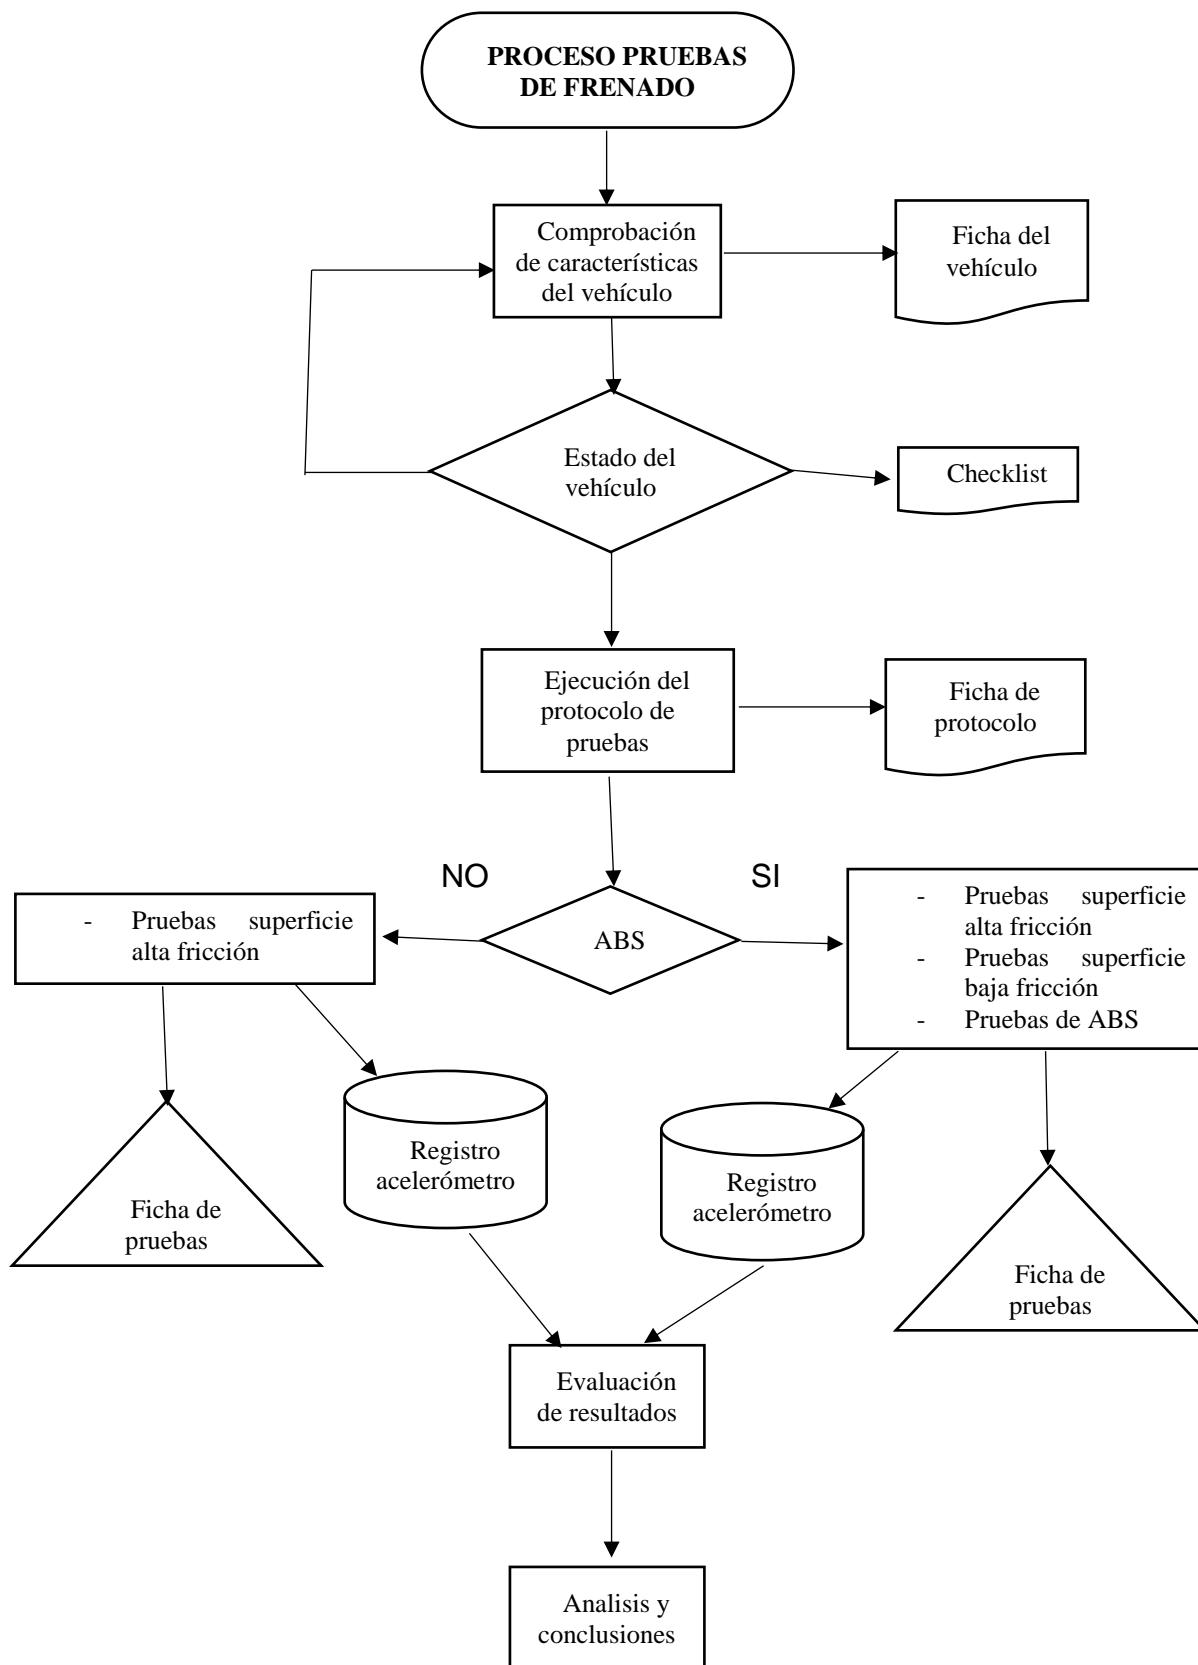 PROCESO PRUEBAS
DE FRENADO
Comprobación
de características
del vehículo
Ficha del
vehículo
Estado del
vehículo
Checklist
Ejecución del
protocolo de
pruebas
Ficha de
protocolo
NO
SI
- Pruebas superficie
alta fricción
ABS
- Pruebas superficie
alta fricción
- Pruebas superficie
baja fricción
- Pruebas de ABS
Registro
acelerómetro
Registro
acelerómetro
Ficha de
pruebas
Ficha de
pruebas
Evaluación
de resultados
Analisis y
conclusiones